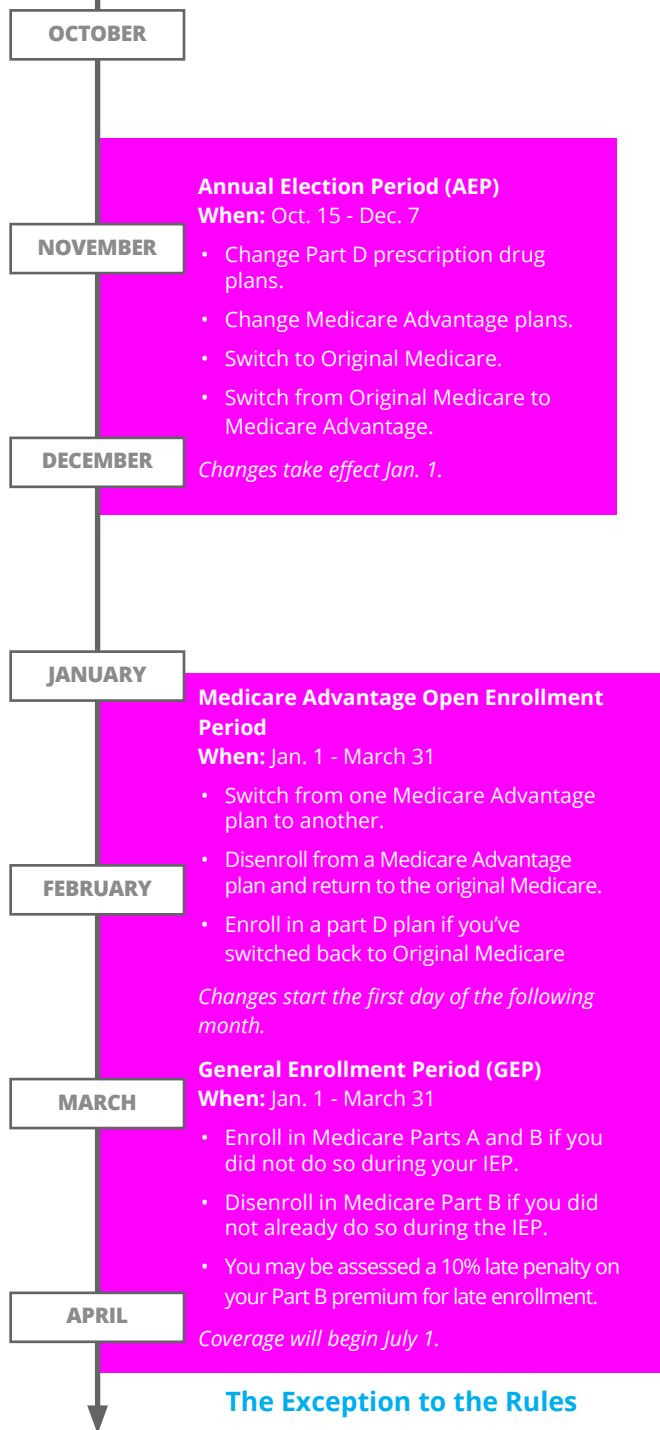 OCTOBER
Annual Election Period (AEP)
When: Oct. 15 - Dec. 7
NOVEMBER
• Change Part D prescription drug
plans.
• Change Medicare Advantage plans.
• Switch to Original Medicare.
• Switch from Original Medicare to
Medicare Advantage.
DECEMBER
Changes take effect Jan. 1.
JANUARY
Medicare Advantage Open Enrollment
Period
When: Jan. 1 - March 31
• Switch from one Medicare Advantage
plan to another.
• Disenroll from a Medicare Advantage
plan and return to the original Medicare.
FEBRUARY
• Enroll in a part D plan if you’ve
switched back to Original Medicare
Changes start the first day of the following
month.
General Enrollment Period (GEP)
When: Jan. 1 - March 31
MARCH
• Enroll in Medicare Parts A and B if you
did not do so during your IEP.
• Disenroll in Medicare Part B if you did
not already do so during the IEP.
• You may be assessed a 10% late penalty on
your Part B premium for late enrollment.
APRIL
Coverage will begin July 1.
The Exception to the Rules